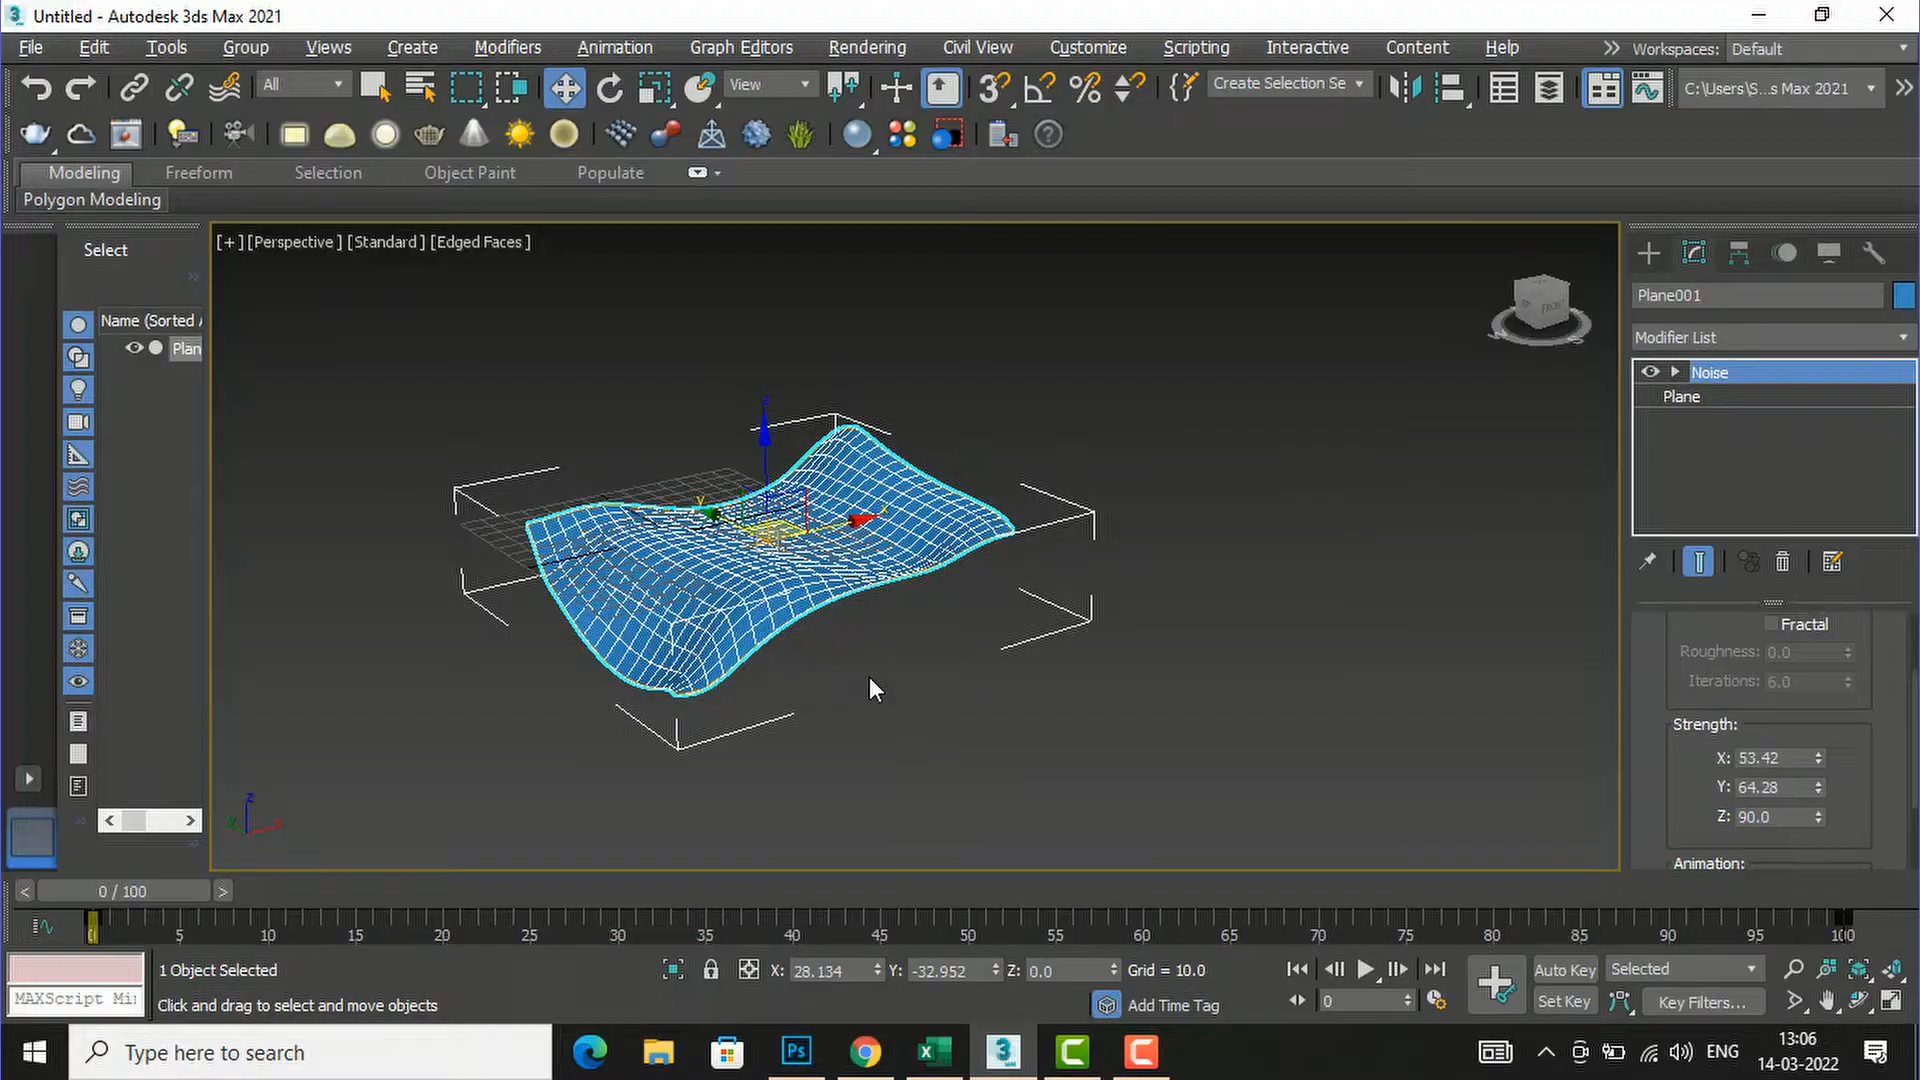 Untitled - Autodesk 3ds Max 2021
File Edit Tools Group Views Create Modifiers Animation Graph Editors Rendering Civil View Customize Scripting Interactive Content Help Workspaces: Default
All View Create Selection Se C:\Users\S...s Max 2021
Modeling Freeform Selection Object Paint Populate
Polygon Modeling
Select
[+] [Perspective] [Standard] [Edged Faces]
Name (Sorted A
Plan
FRONT
z
y
x
z
y
x
Plane001
Modifier List
Noise
Plane
Fractal
Roughness: 0.0
Iterations: 6.0
Strength:
X: 53.42
Y: 64.28
Z: 90.0
Animation:
< 0 / 100 >
0 5 10 15 20 25 30 35 40 45 50 55 60 65 70 75 80 85 90 95 100
1 Object Selected X: 28.134 Y: -32.952 Z: 0.0 Grid = 10.0 Auto Key Selected
MAXScript Mi Click and drag to select and move objects Add Time Tag 0 Set Key Key Filters...
Type here to search Ps 3 ENG 13:06
14-03-2022